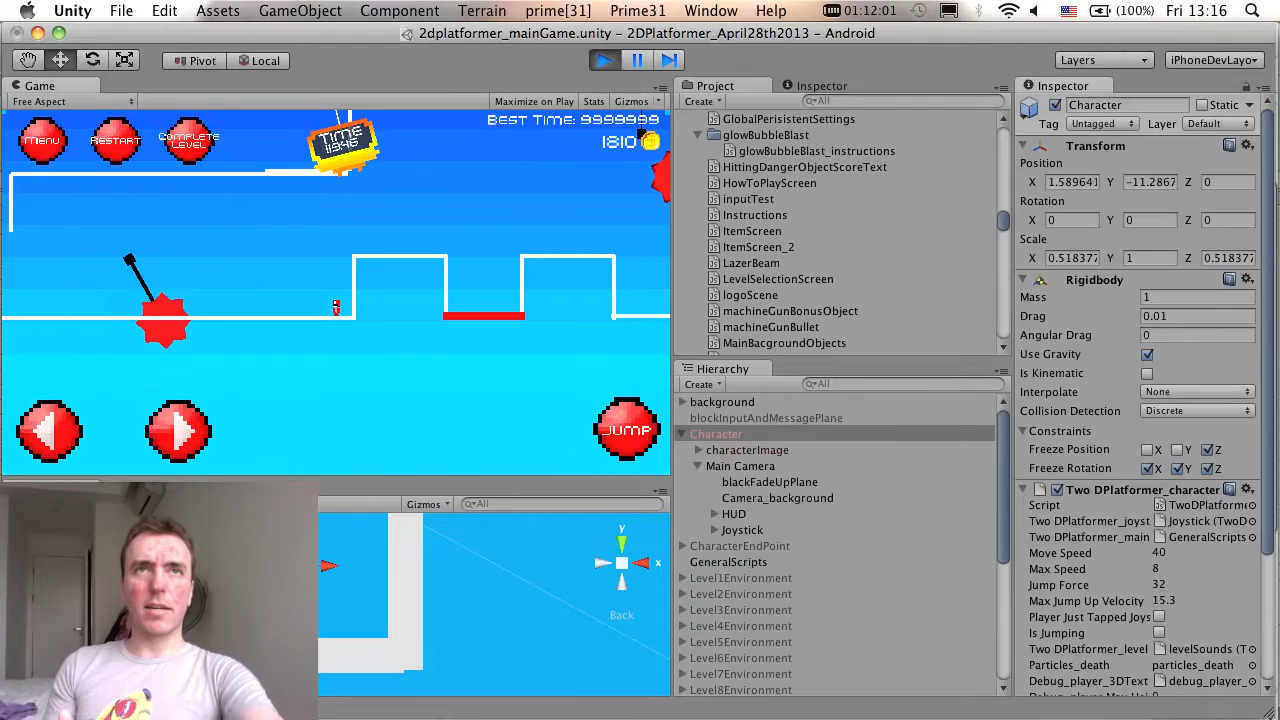 Unity File Edit Assets GameObject Component Terrain prime[31] Prime31 Window Help 01:12:01 (100%) Fri 13:16
2dplatformer_mainGame.unity - 2DPlatformer_April28th2013 - Android
Pivot Local Layers iPhoneDevLayo
Game
Free Aspect Maximize on Play Stats Gizmos
MENU
RESTART
COMPLETE
LEVEL
TIME
11945
BEST TIME: 9999999
1810
JUMP
Gizmos All
y
x
Back
Project Inspector
Create All
GlobalPerisistentSettings
glowBubbleBlast
glowBubbleBlast_instructions
HittingDangerObjectScoreText
HowToPlayScreen
inputTest
Instructions
ItemScreen
ItemScreen_2
LazerBeam
LevelSelectionScreen
logoScene
machineGunBonusObject
machineGunBullet
MainBacgroundObjects
Hierarchy
Create All
background
blockInputAndMessagePlane
Character
characterImage
Main Camera
blackFadeUpPlane
Camera_background
HUD
Joystick
CharacterEndPoint
GeneralScripts
Level1Environment
Level2Environment
Level3Environment
Level4Environment
Level5Environment
Level6Environment
Level7Environment
Level8Environment
Inspector
Character Static
Tag Untagged Layer Default
Transform
Position
X 1.589641 Y -11.2867 Z 0
Rotation
X 0 Y 0 Z 0
Scale
X 0.518377 Y 1 Z 0.518377
Rigidbody
Mass 1
Drag 0.01
Angular Drag 0
Use Gravity
Is Kinematic
Interpolate None
Collision Detection Discrete
Constraints
Freeze Position X Y Z
Freeze Rotation X Y Z
Two DPlatformer_character
Script TwoDPlatforme
Two DPlatformer_joyst Joystick (TwoD
Two DPlatformer_main GeneralScripts
Move Speed 40
Max Speed 8
Jump Force 32
Max Jump Up Velocity 15.3
Player Just Tapped Joys
Is Jumping
Two DPlatformer_level levelSounds (T
Particles_death particles_death
Debug_player_3DText debug_player_